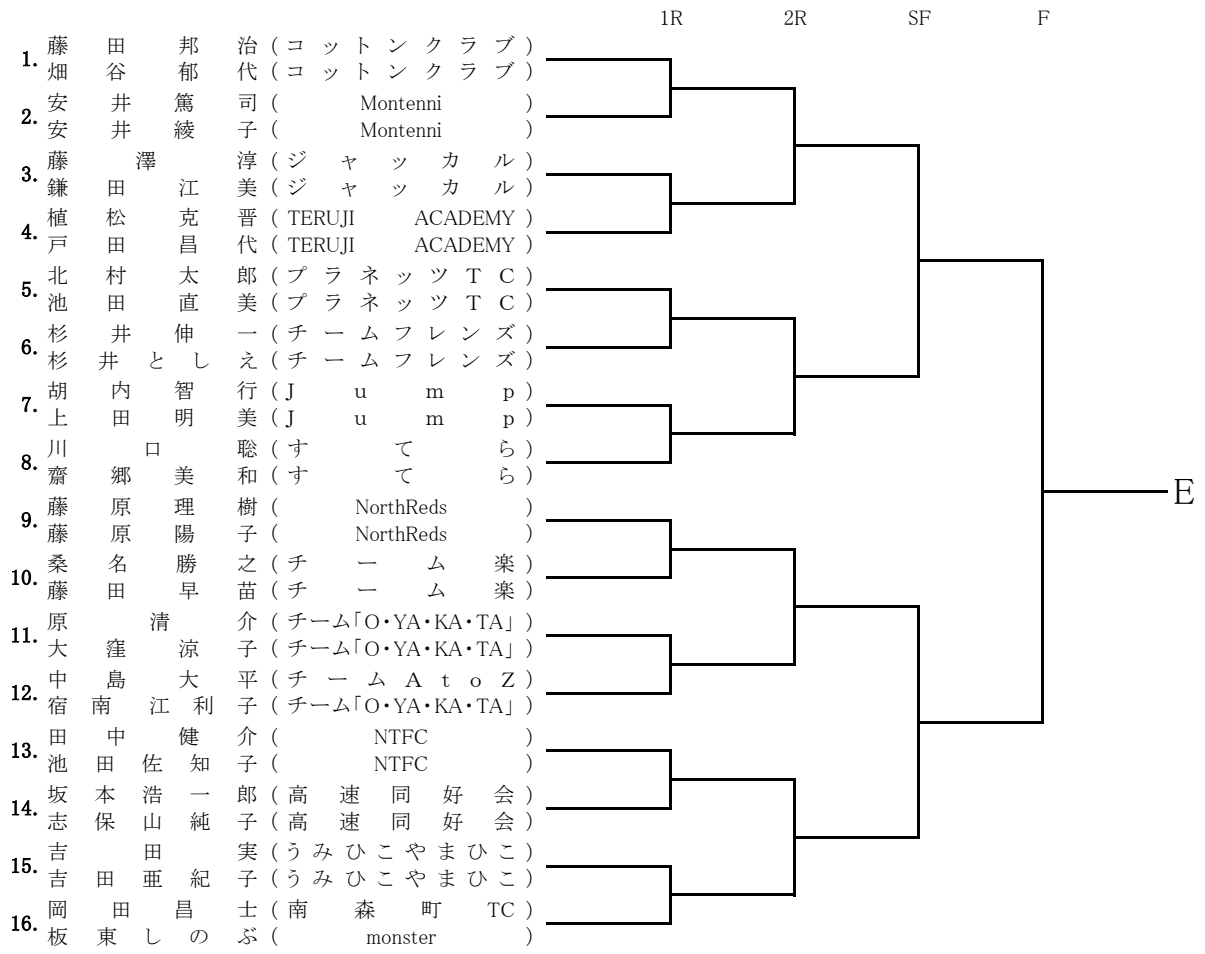 1R 2R SF F
1. 藤田邦治(コットンクラブ)
畑谷郁代(コットンクラブ)
2. 安井篤司(Montenni)
安井綾子(Montenni)
3. 藤澤淳(ジャッカル)
鎌田江美(ジャッカル)
4. 植松克晋(TERUJI ACADEMY)
戸田昌代(TERUJI ACADEMY)
5. 北村太郎(プラネッツTC)
池田直美(プラネッツTC)
6. 杉井伸一(チームフレンズ)
杉井としえ(チームフレンズ)
7. 胡内智行(Jump)
上田明美(Jump)
8. 川口聡(すてら)
齋郷美和(すてら)
9. 藤原理樹(NorthReds)
藤原陽子(NorthReds)
10. 桑名勝之(チーム楽)
藤田早苗(チーム楽)
11. 原清介(チーム「O・YA・KA・TA」)
大窪涼子(チーム「O・YA・KA・TA」)
12. 中島大平(チームAtoZ)
宿南江利子(チーム「O・YA・KA・TA」)
13. 田中健介(NTFC)
池田佐知子(NTFC)
14. 坂本浩一郎(高速同好会)
志保山純子(高速同好会)
15. 吉田実(うみひこやまひこ)
吉田亜紀子(うみひこやまひこ)
16. 岡田昌士(南森町TC)
板東しのぶ(monster)
E